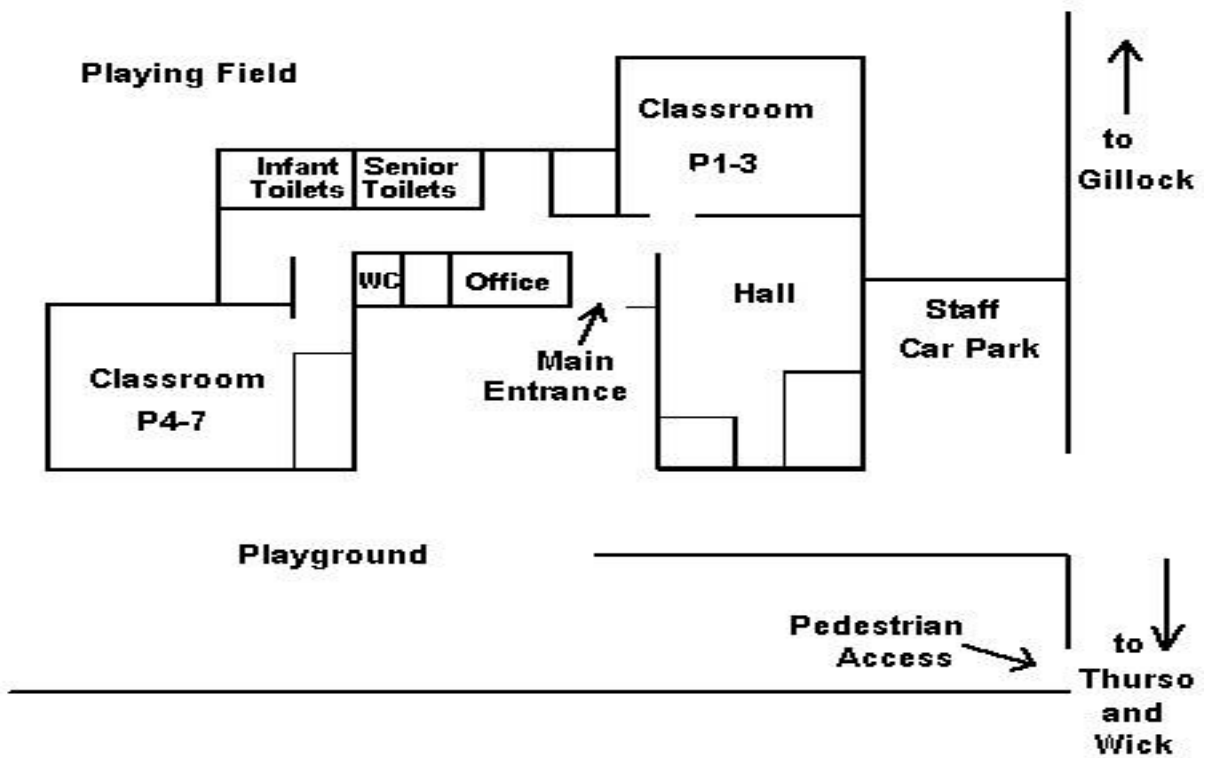 Playing Field
Classroom
P1-3
to
Gillock
Infant
Toilets
Senior
Toilets
WC
Office
Hall
Staff
Car Park
Main
Entrance
Classroom
P4-7
Playground
Pedestrian
Access
to
Thurso
and
Wick